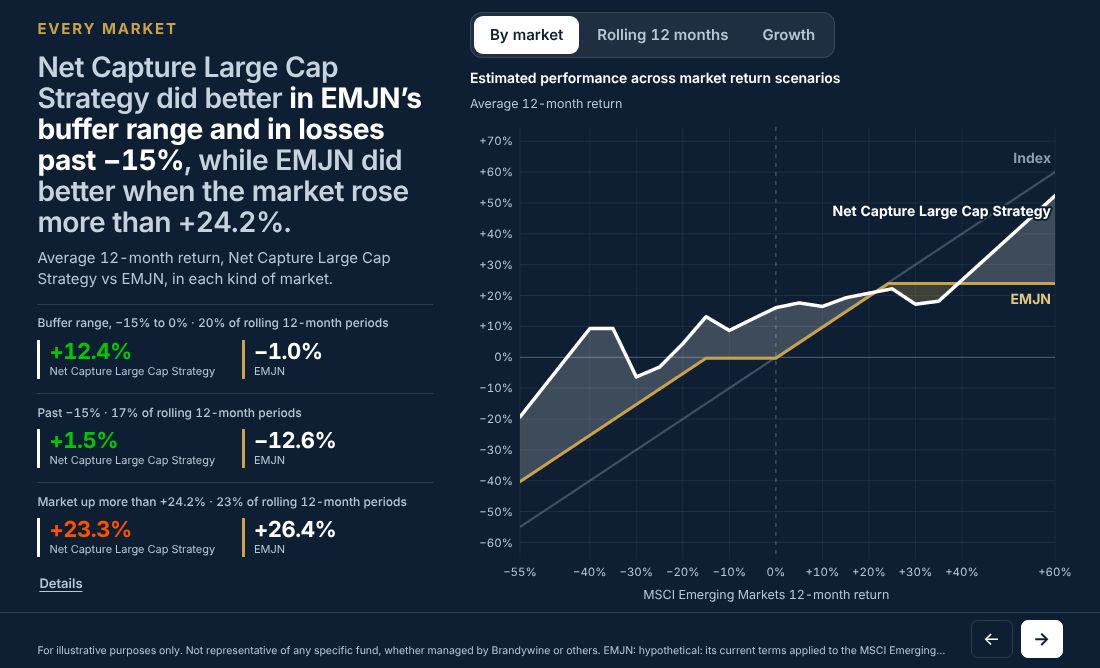 EVERY MARKET
Net Capture Large Cap
Strategy did better in EMJN’s
buffer range and in losses
past −15%, while EMJN did
better when the market rose
more than +24.2%.
Average 12-month return, Net Capture Large Cap
Strategy vs EMJN, in each kind of market.
Buffer range, −15% to 0% · 20% of rolling 12-month periods
+12.4%
Net Capture Large Cap Strategy
−1.0%
EMJN
Past −15% · 17% of rolling 12-month periods
+1.5%
Net Capture Large Cap Strategy
−12.6%
EMJN
Market up more than +24.2% · 23% of rolling 12-month periods
+23.3%
Net Capture Large Cap Strategy
+26.4%
EMJN
Details
By market
Rolling 12 months
Growth
Estimated performance across market return scenarios
Average 12-month return
+70%
+60%
+50%
+40%
+30%
+20%
+10%
0%
−10%
−20%
−30%
−40%
−50%
−60%
Index
Net Capture Large Cap Strategy
EMJN
−55% −40% −30% −20% −10% 0% +10% +20% +30% +40% +60%
MSCI Emerging Markets 12-month return
For illustrative purposes only. Not representative of any specific fund, whether managed by Brandywine or others. EMJN: hypothetical: its current terms applied to the MSCI Emerging...
← →